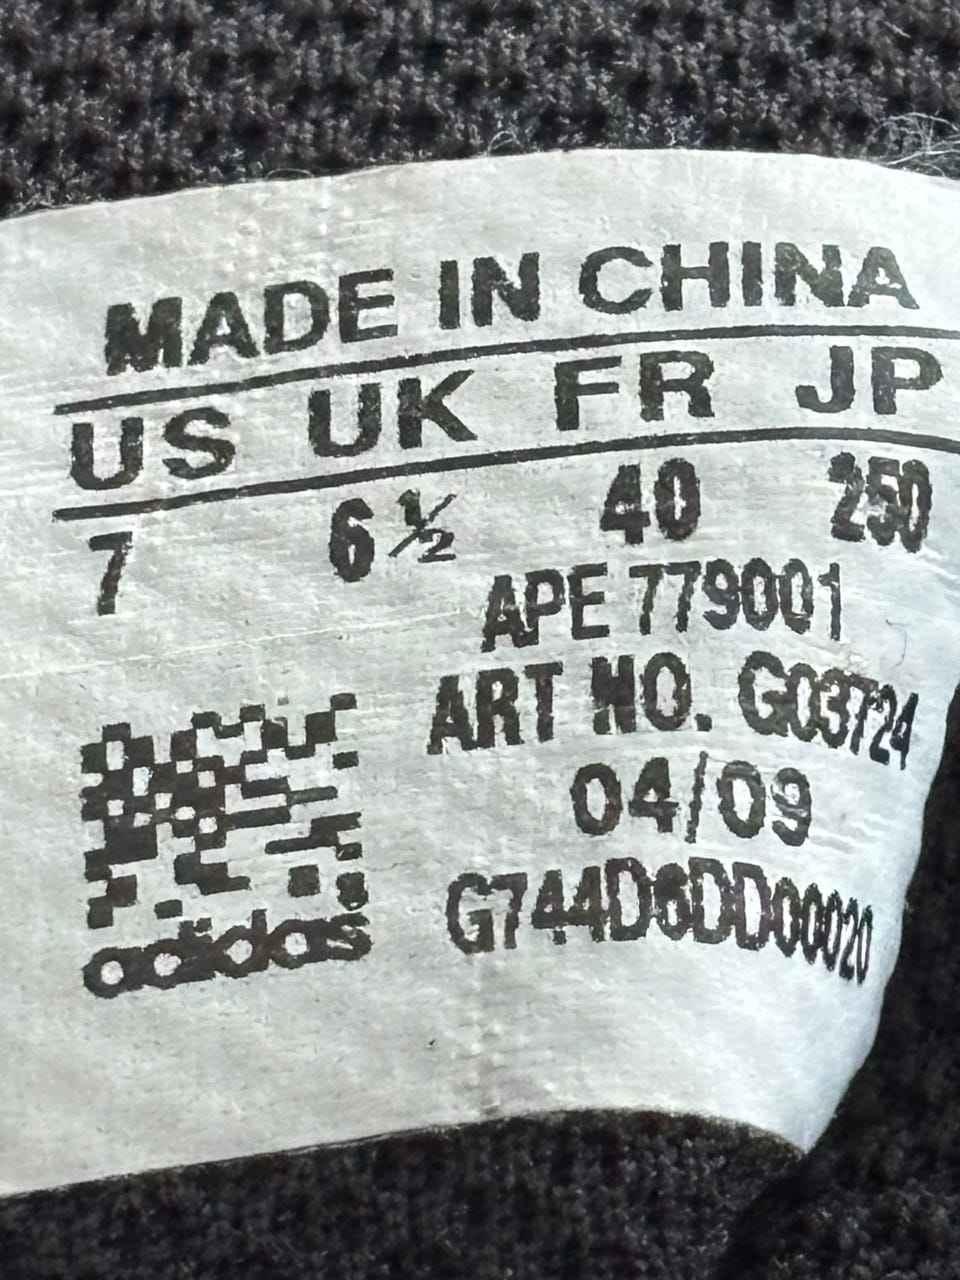 MADE IN CHINA
US UK FR JP
7 6½ 40 250
APE 779001
ART NO. G03724
04/09
G744D6DD00020
adidas